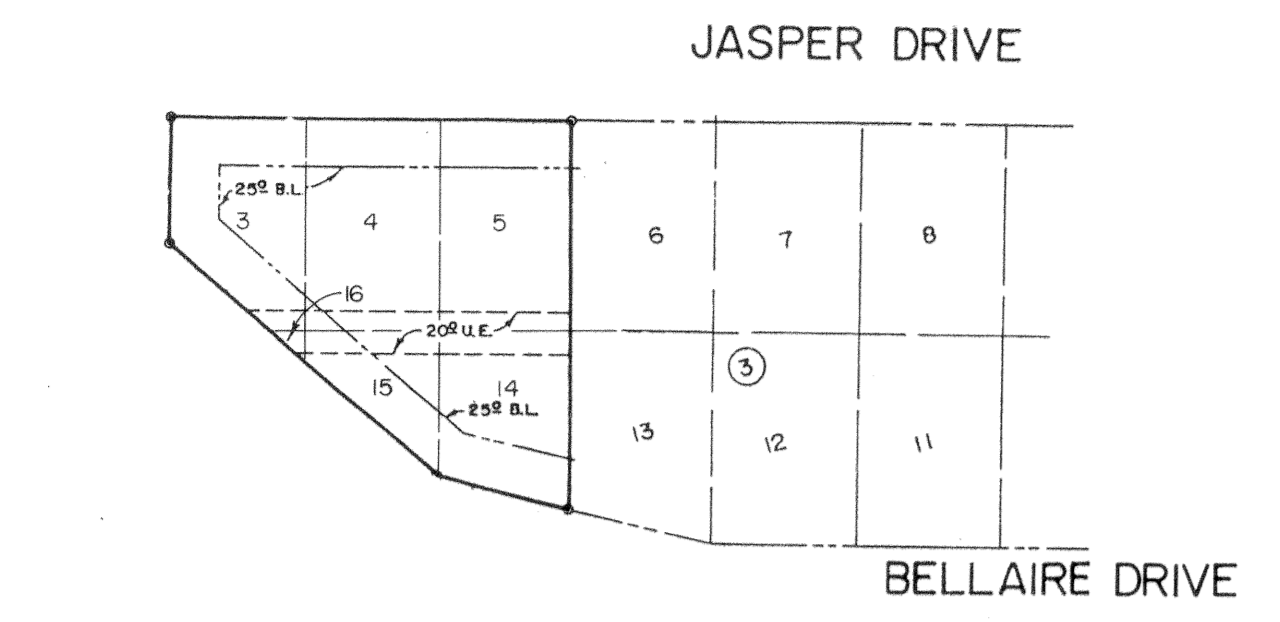 JASPER DRIVE
25º B.L.
3
4
5
6
7
8
16
20º U.E.
3
15
14
25º B.L.
13
12
11
BELLAIRE DRIVE